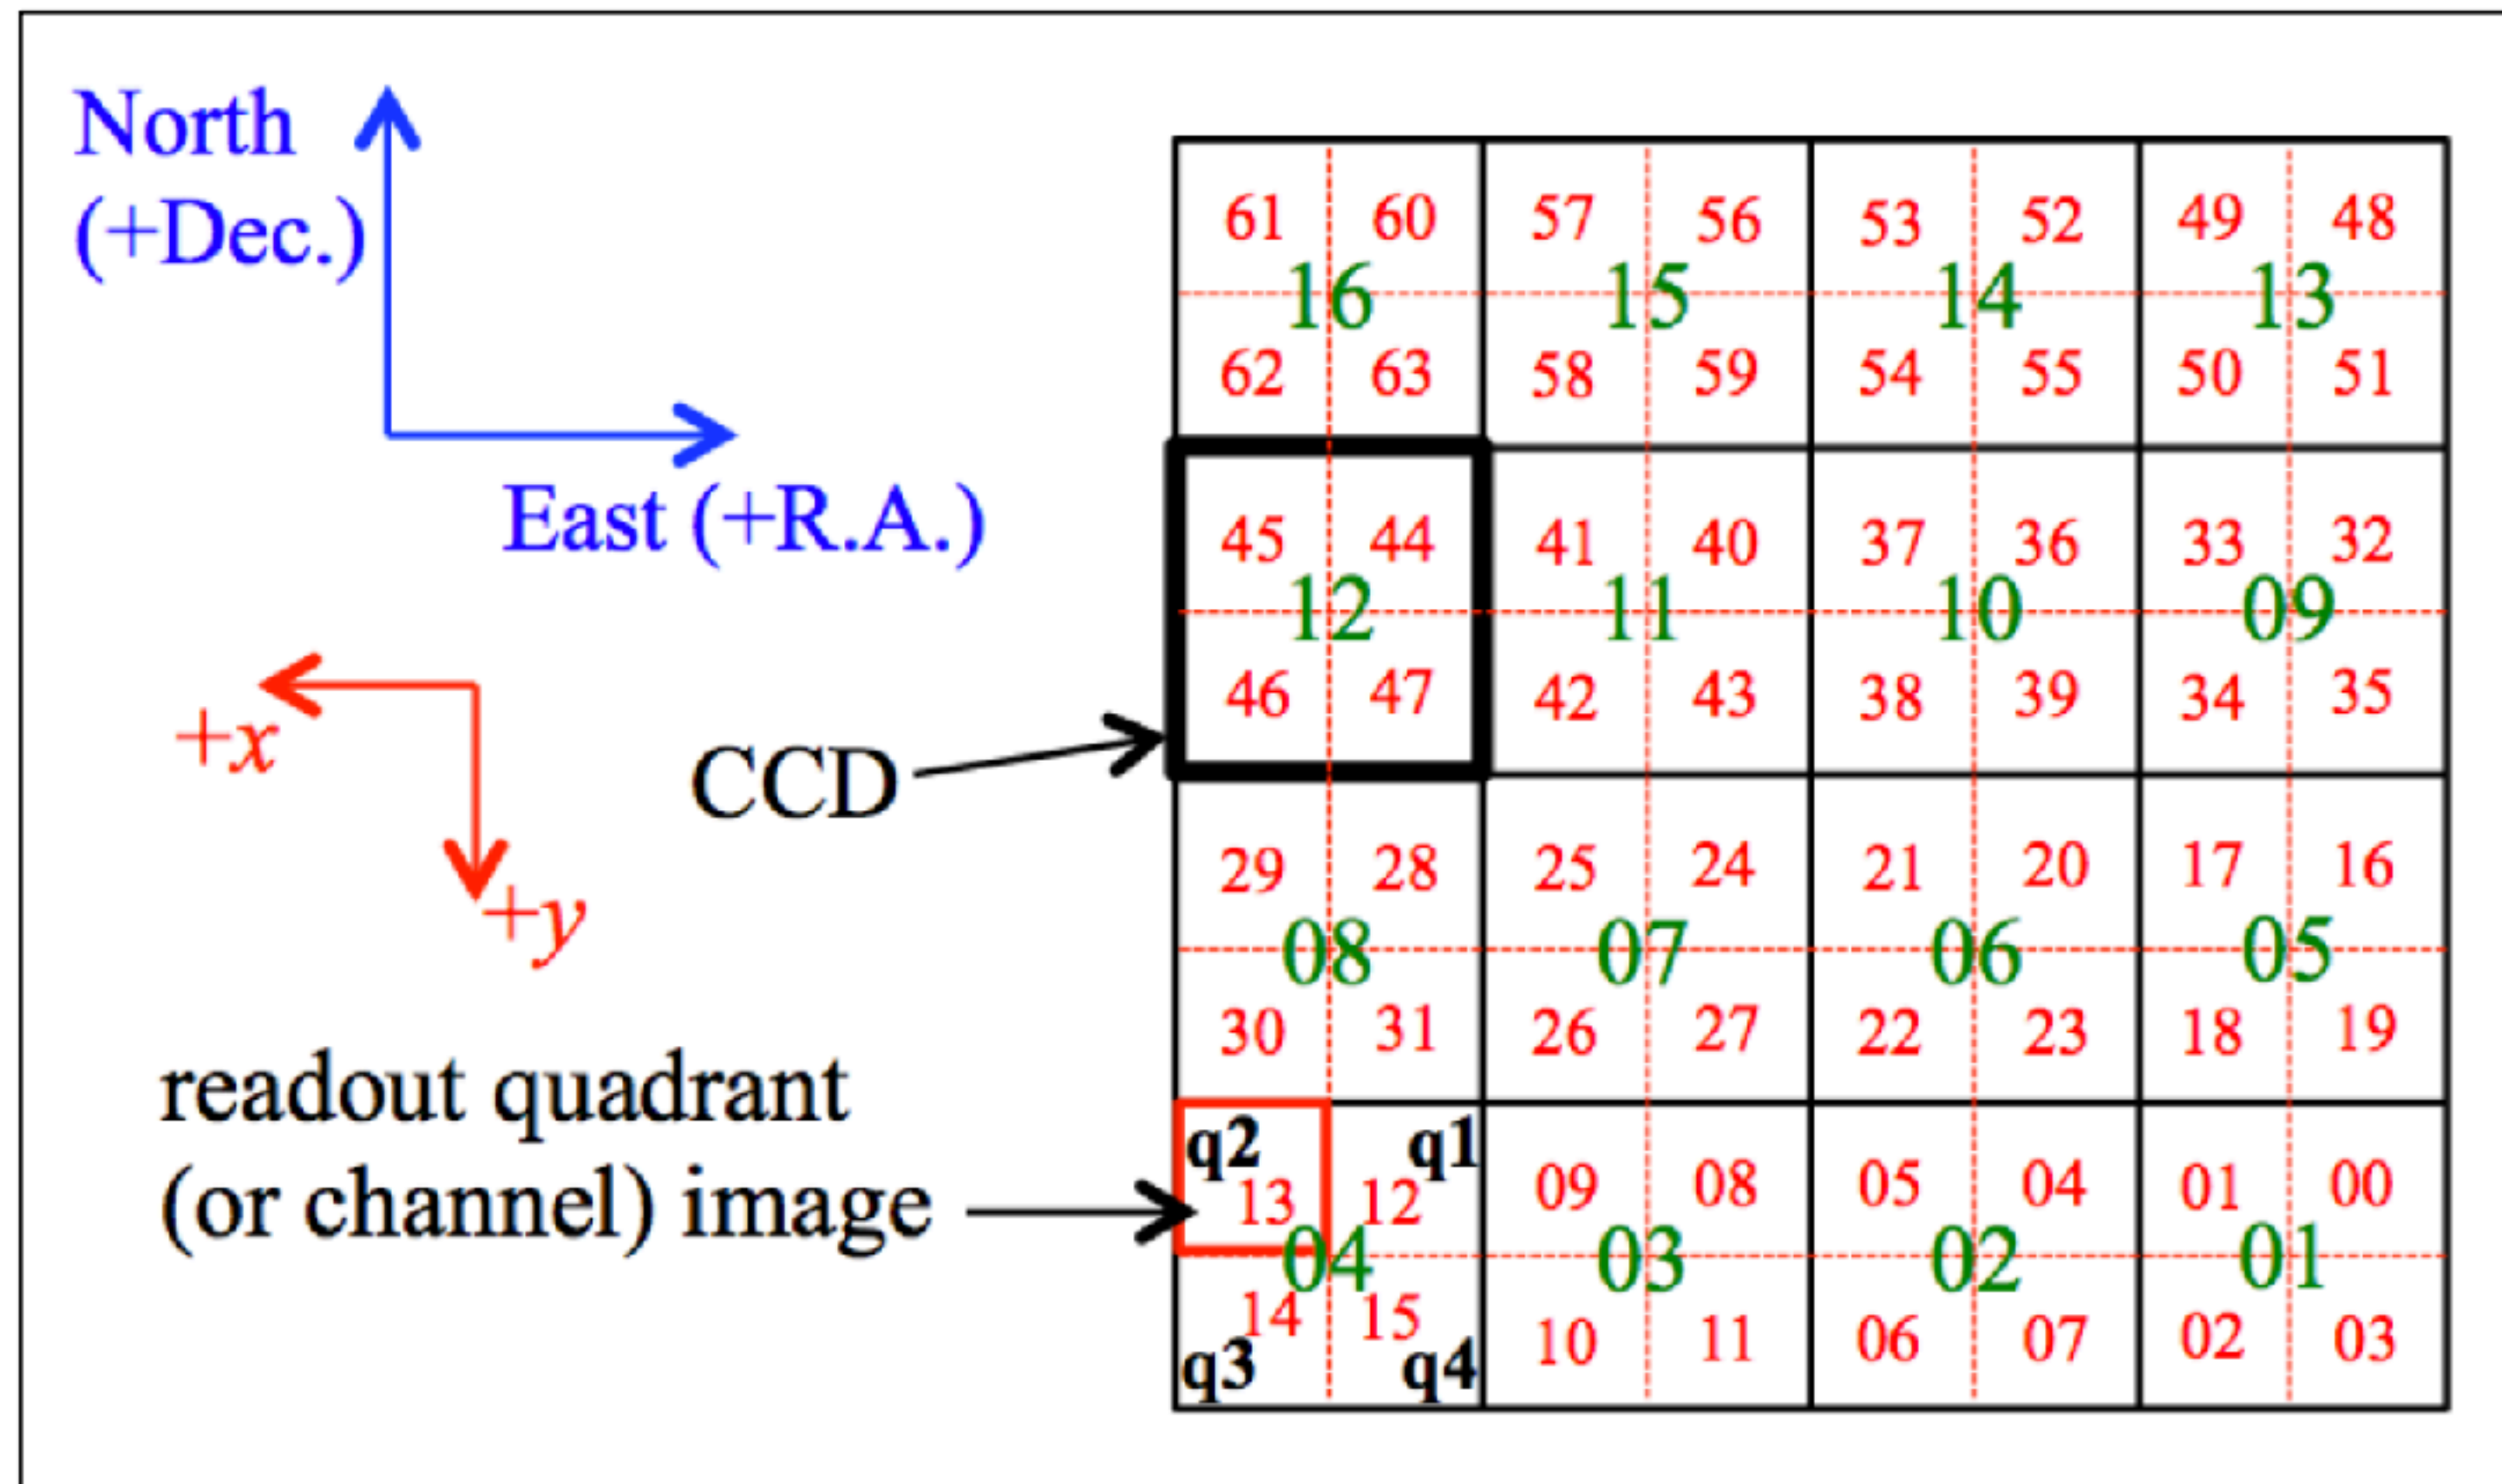 North
(+Dec.)
East (+R.A.)
+x
+y
CCD
readout quadrant
(or channel) image
61 60 57 56 53 52 49 48
16 15 14 13
62 63 58 59 54 55 50 51
45 44 41 40 37 36 33 32
12 11 10 09
46 47 42 43 38 39 34 35
29 28 25 24 21 20 17 16
08 07 06 05
30 31 26 27 22 23 18 19
q2 q1
13 12 09 08 05 04 01 00
04 03 02 01
14 15 10 11 06 07 02 03
q3 q4